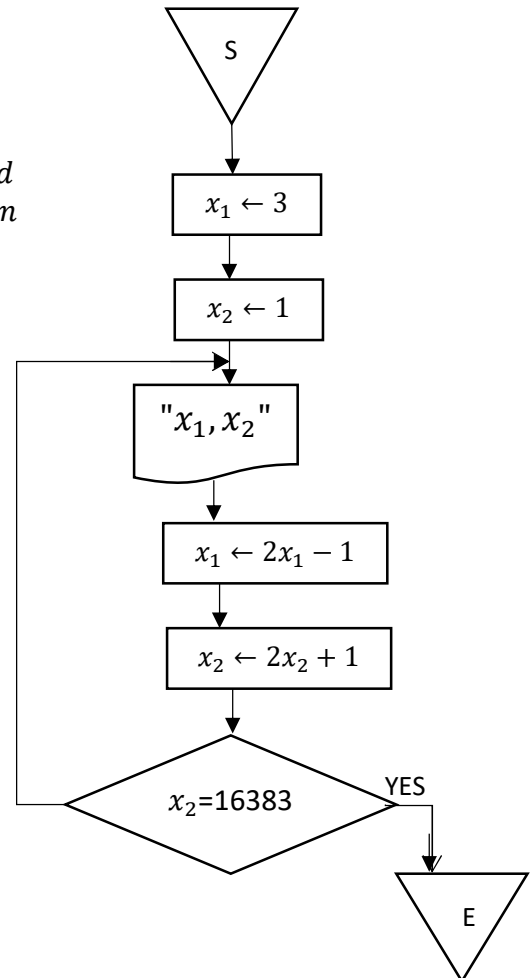 S
d
n
x₁ ← 3
x₂ ← 1
"x₁, x₂"
x₁ ← 2x₁ − 1
x₂ ← 2x₂ + 1
x₂=16383
YES
E